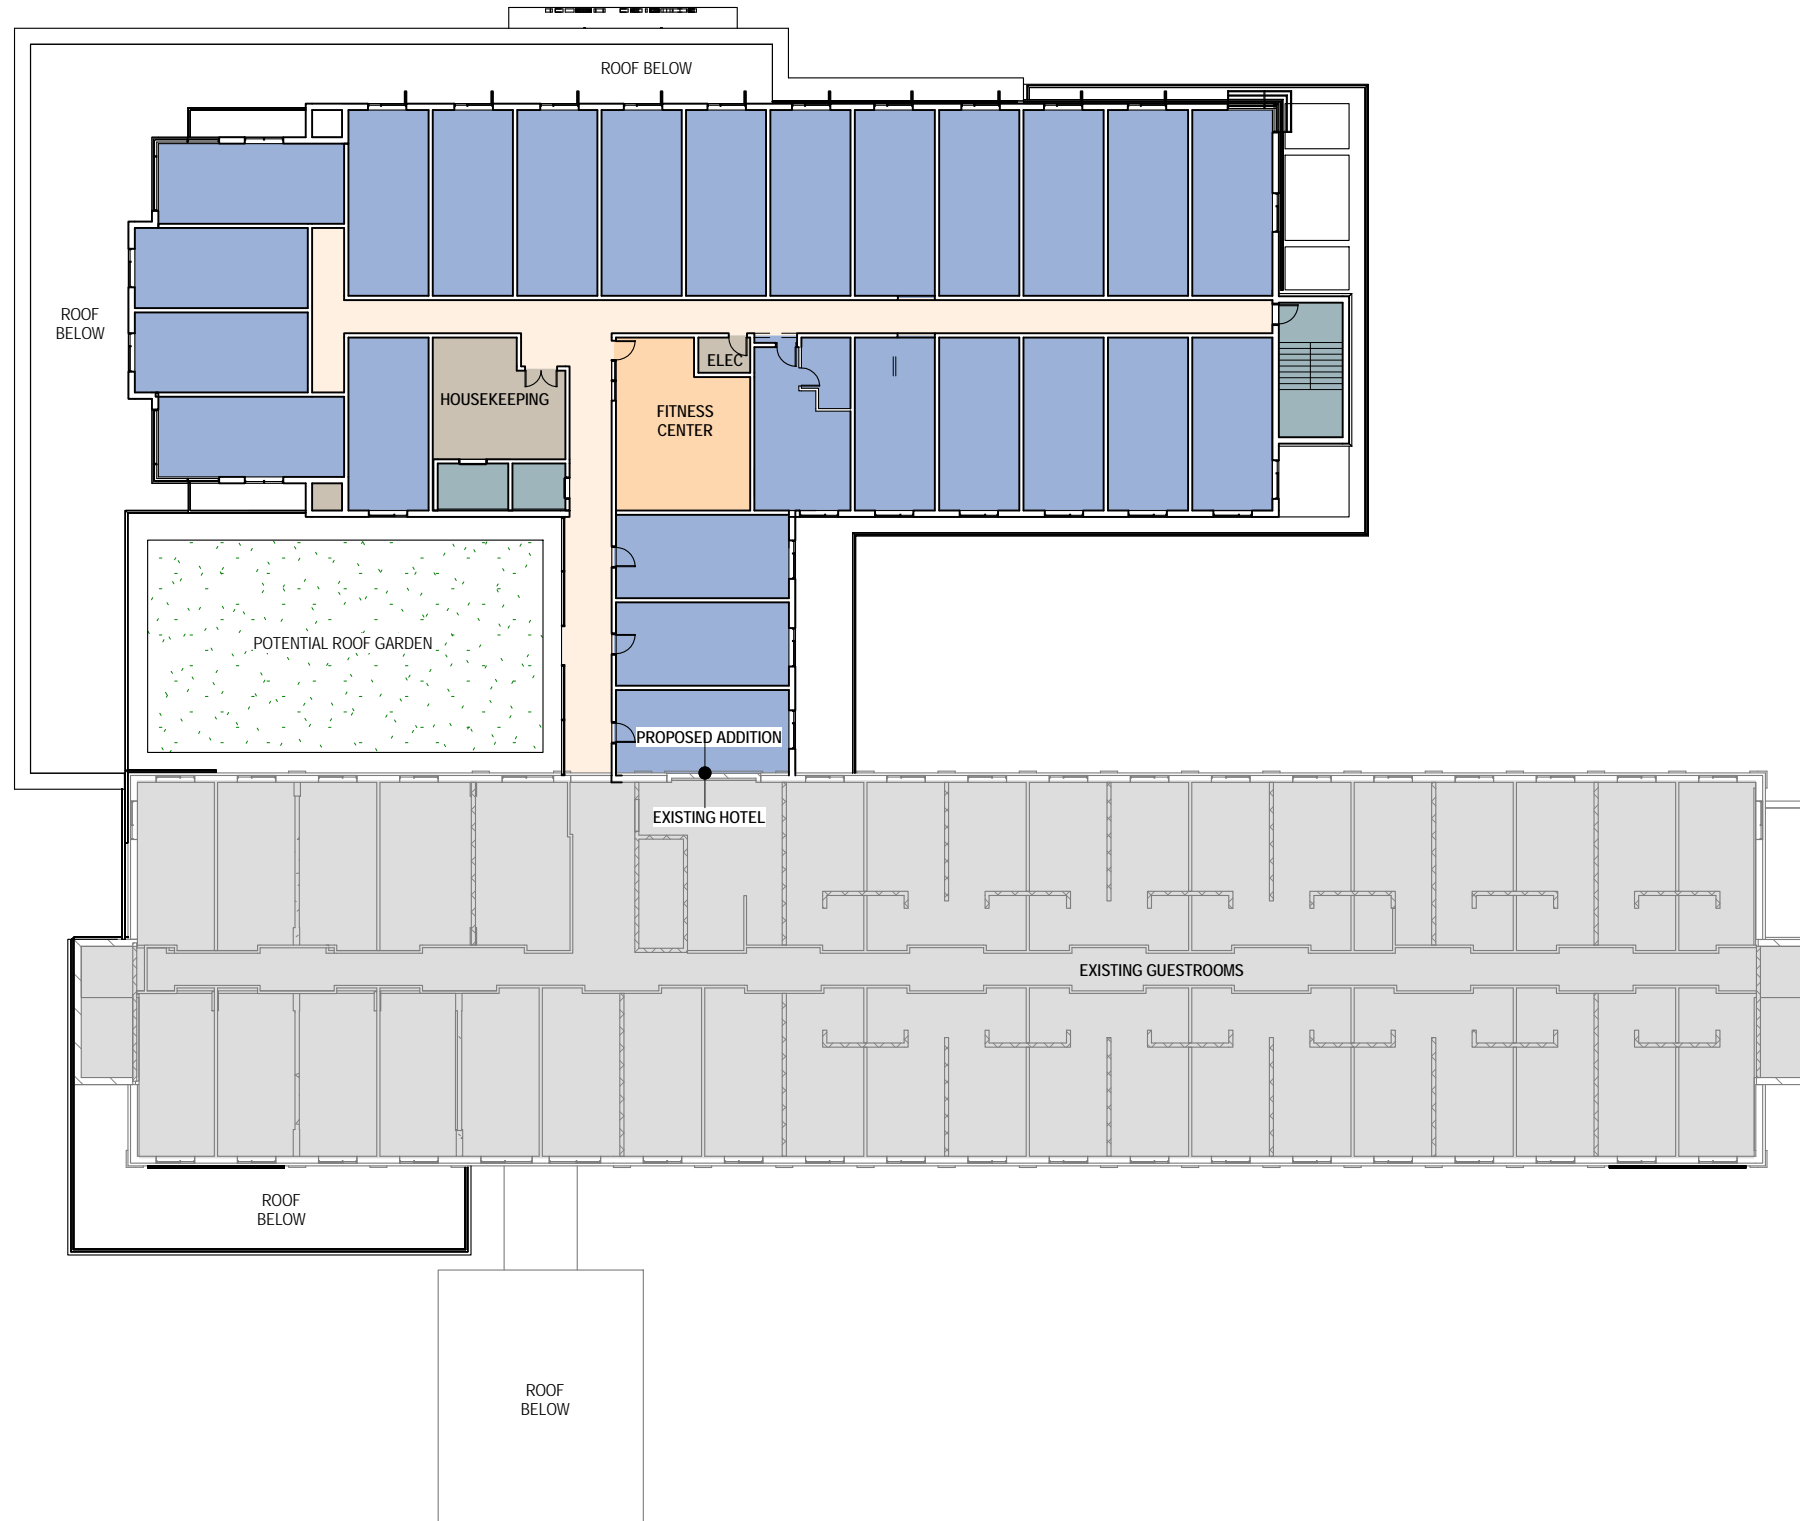 ROOF BELOW
ROOF
BELOW
ELEC
HOUSEKEEPING
FITNESS
CENTER
POTENTIAL ROOF GARDEN
PROPOSED ADDITION
EXISTING HOTEL
EXISTING GUESTROOMS
ROOF
BELOW
ROOF
BELOW